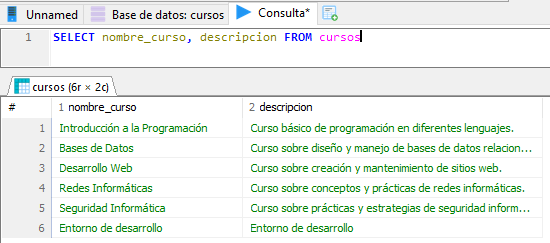 Unnamed Base de datos: cursos Consulta*
1 SELECT nombre_curso, descripcion FROM cursos
cursos (6r × 2c)
# 1 nombre_curso 2 descripcion
1 Introducción a la Programación Curso básico de programación en diferentes lenguajes.
2 Bases de Datos Curso sobre diseño y manejo de bases de datos relacion...
3 Desarrollo Web Curso sobre creación y mantenimiento de sitios web.
4 Redes Informáticas Curso sobre conceptos y prácticas de redes informáticas.
5 Seguridad Informática Curso sobre prácticas y estrategias de seguridad inform...
6 Entorno de desarrollo Entorno de desarrollo